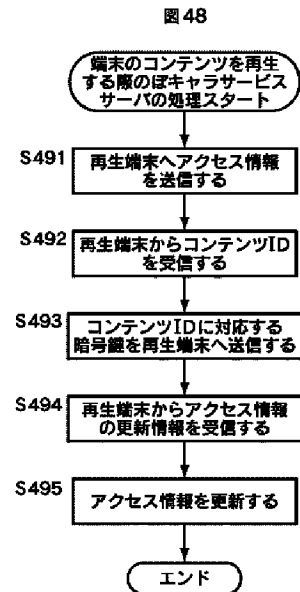 図48
端末のコンテンツを再生
する際のぼキャラサービス
サーバの処理スタート
S491
再生端末へアクセス情報
を送信する
S492
再生端末からコンテンツID
を受信する
S493
コンテンツIDに対応する
暗号鍵を再生端末へ送信する
S494
再生端末からアクセス情報
の更新情報を受信する
S495
アクセス情報を更新する
エンド